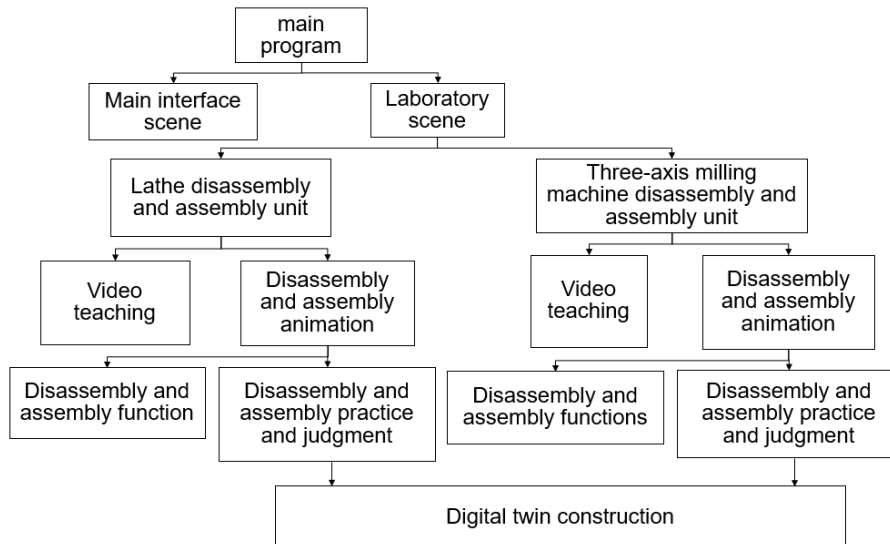 main
program
Main interface
scene
Laboratory
scene
Lathe disassembly
and assembly unit
Three-axis milling
machine disassembly and
assembly unit
Video
teaching
Disassembly
and assembly
animation
Video
teaching
Disassembly
and assembly
animation
Disassembly and
assembly function
Disassembly and
assembly practice
and judgment
Disassembly and
assembly functions
Disassembly and
assembly practice
and judgment
Digital twin construction